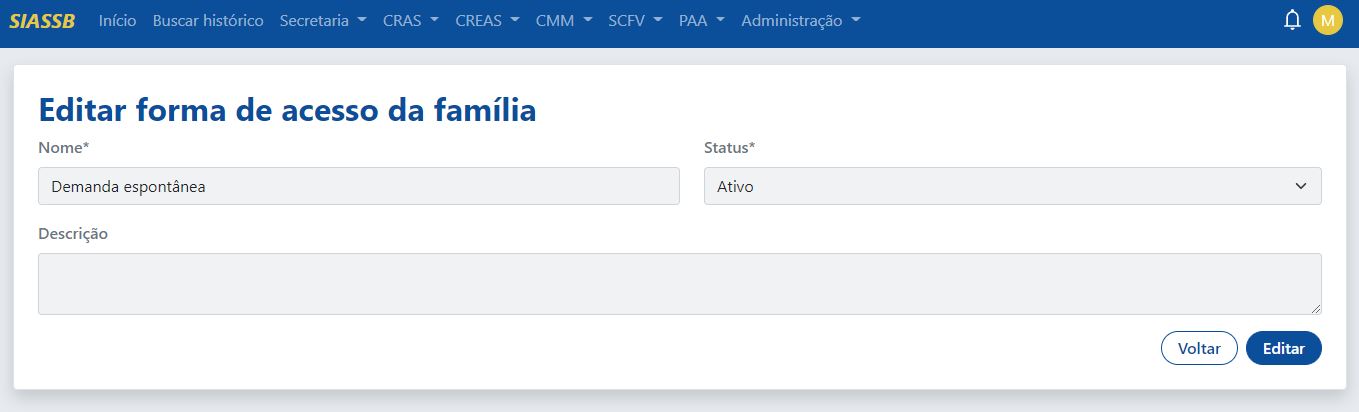 SIASSB Início Buscar histórico Secretaria CRAS CREAS CMM SCFV PAA Administração M
Editar forma de acesso da família
Nome* Status*
Demanda espontânea Ativo
Descrição
Voltar Editar